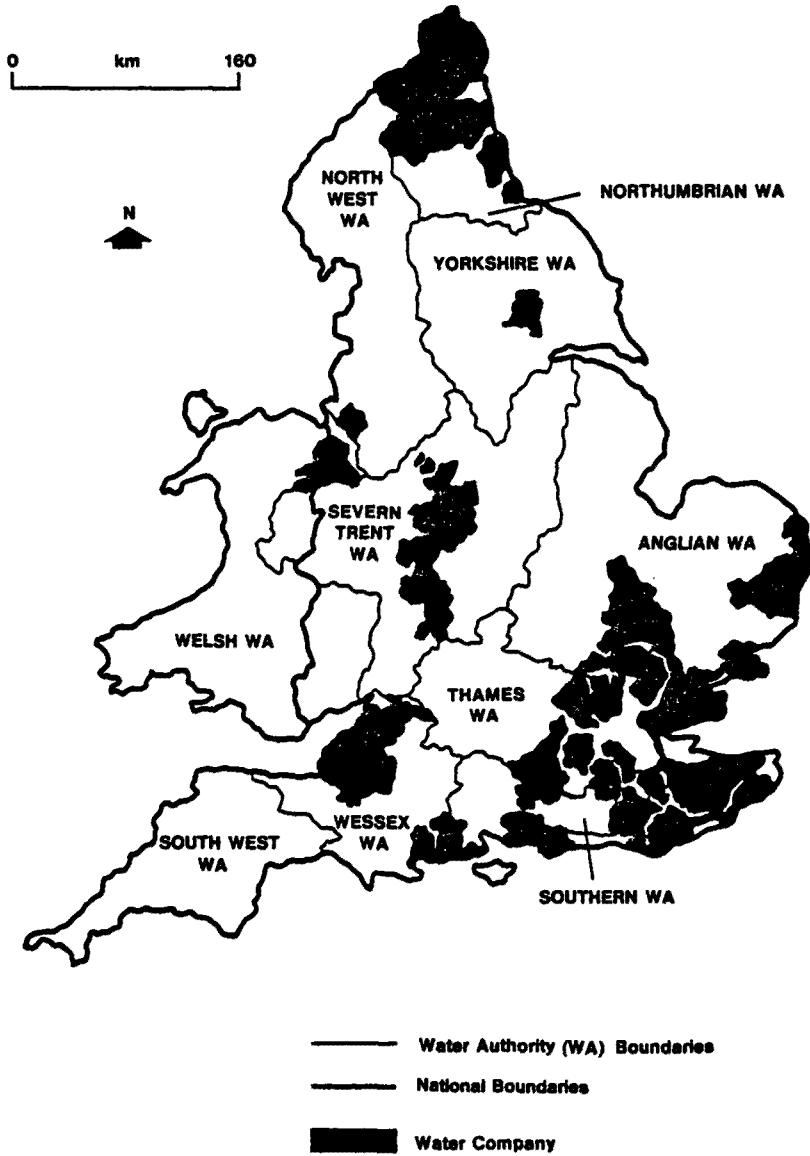 0 km 160
N
NORTH
WEST
WA
NORTHUMBRIAN WA
YORKSHIRE WA
SEVERN
TRENT
WA
ANGLIAN WA
WELSH WA
THAMES
WA
WESSEX
WA
SOUTH WEST
WA
SOUTHERN WA
Water Authority (WA) Boundaries
National Boundaries
Water Company